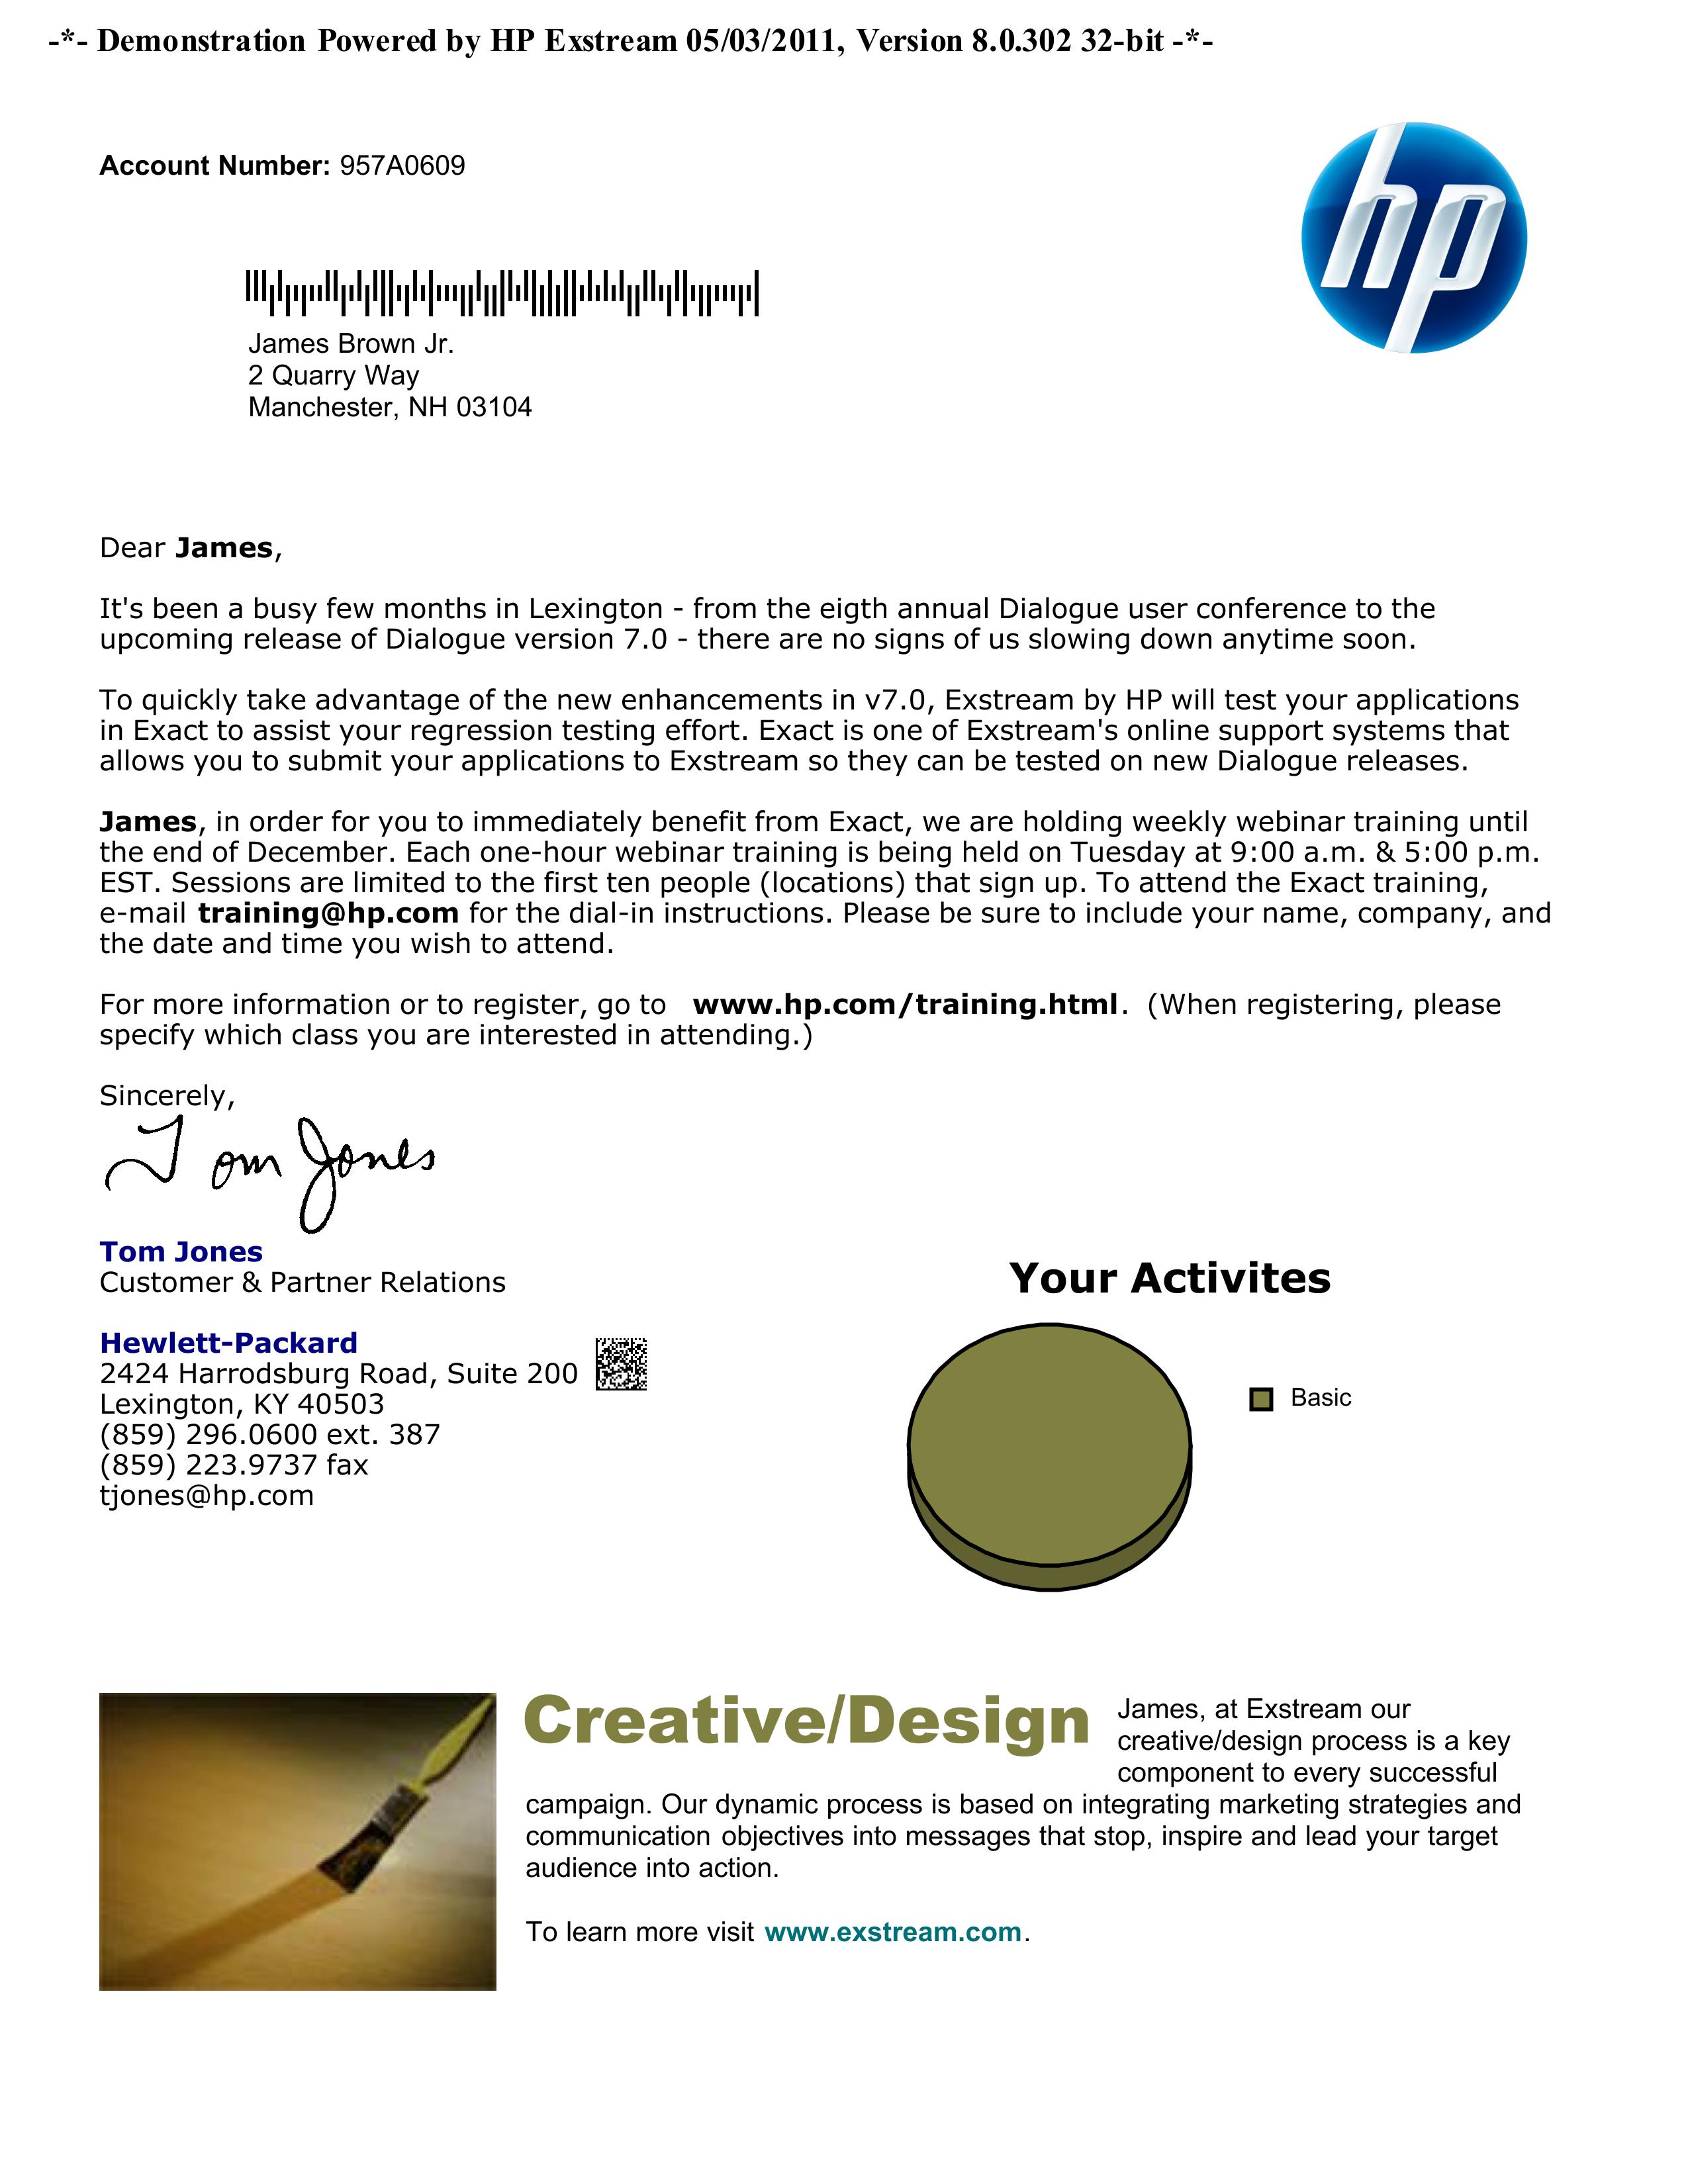 -*- Demonstration Powered by HP Exstream 05/03/2011, Version 8.0.302 32-bit -*-
Account Number: 957A0609
hp
James Brown Jr.
2 Quarry Way
Manchester, NH 03104
Dear James,
It's been a busy few months in Lexington - from the eigth annual Dialogue user conference to the
upcoming release of Dialogue version 7.0 - there are no signs of us slowing down anytime soon.
To quickly take advantage of the new enhancements in v7.0, Exstream by HP will test your applications
in Exact to assist your regression testing effort. Exact is one of Exstream's online support systems that
allows you to submit your applications to Exstream so they can be tested on new Dialogue releases.
James, in order for you to immediately benefit from Exact, we are holding weekly webinar training until
the end of December. Each one-hour webinar training is being held on Tuesday at 9:00 a.m. & 5:00 p.m.
EST. Sessions are limited to the first ten people (locations) that sign up. To attend the Exact training,
e-mail training@hp.com for the dial-in instructions. Please be sure to include your name, company, and
the date and time you wish to attend.
For more information or to register, go to www.hp.com/training.html. (When registering, please
specify which class you are interested in attending.)
Sincerely,
Tom Jones
Tom Jones
Customer & Partner Relations
Hewlett-Packard
2424 Harrodsburg Road, Suite 200
Lexington, KY 40503
(859) 296.0600 ext. 387
(859) 223.9737 fax
tjones@hp.com
Your Activites
Basic
Creative/Design
James, at Exstream our
creative/design process is a key
component to every successful
campaign. Our dynamic process is based on integrating marketing strategies and
communication objectives into messages that stop, inspire and lead your target
audience into action.
To learn more visit www.exstream.com.